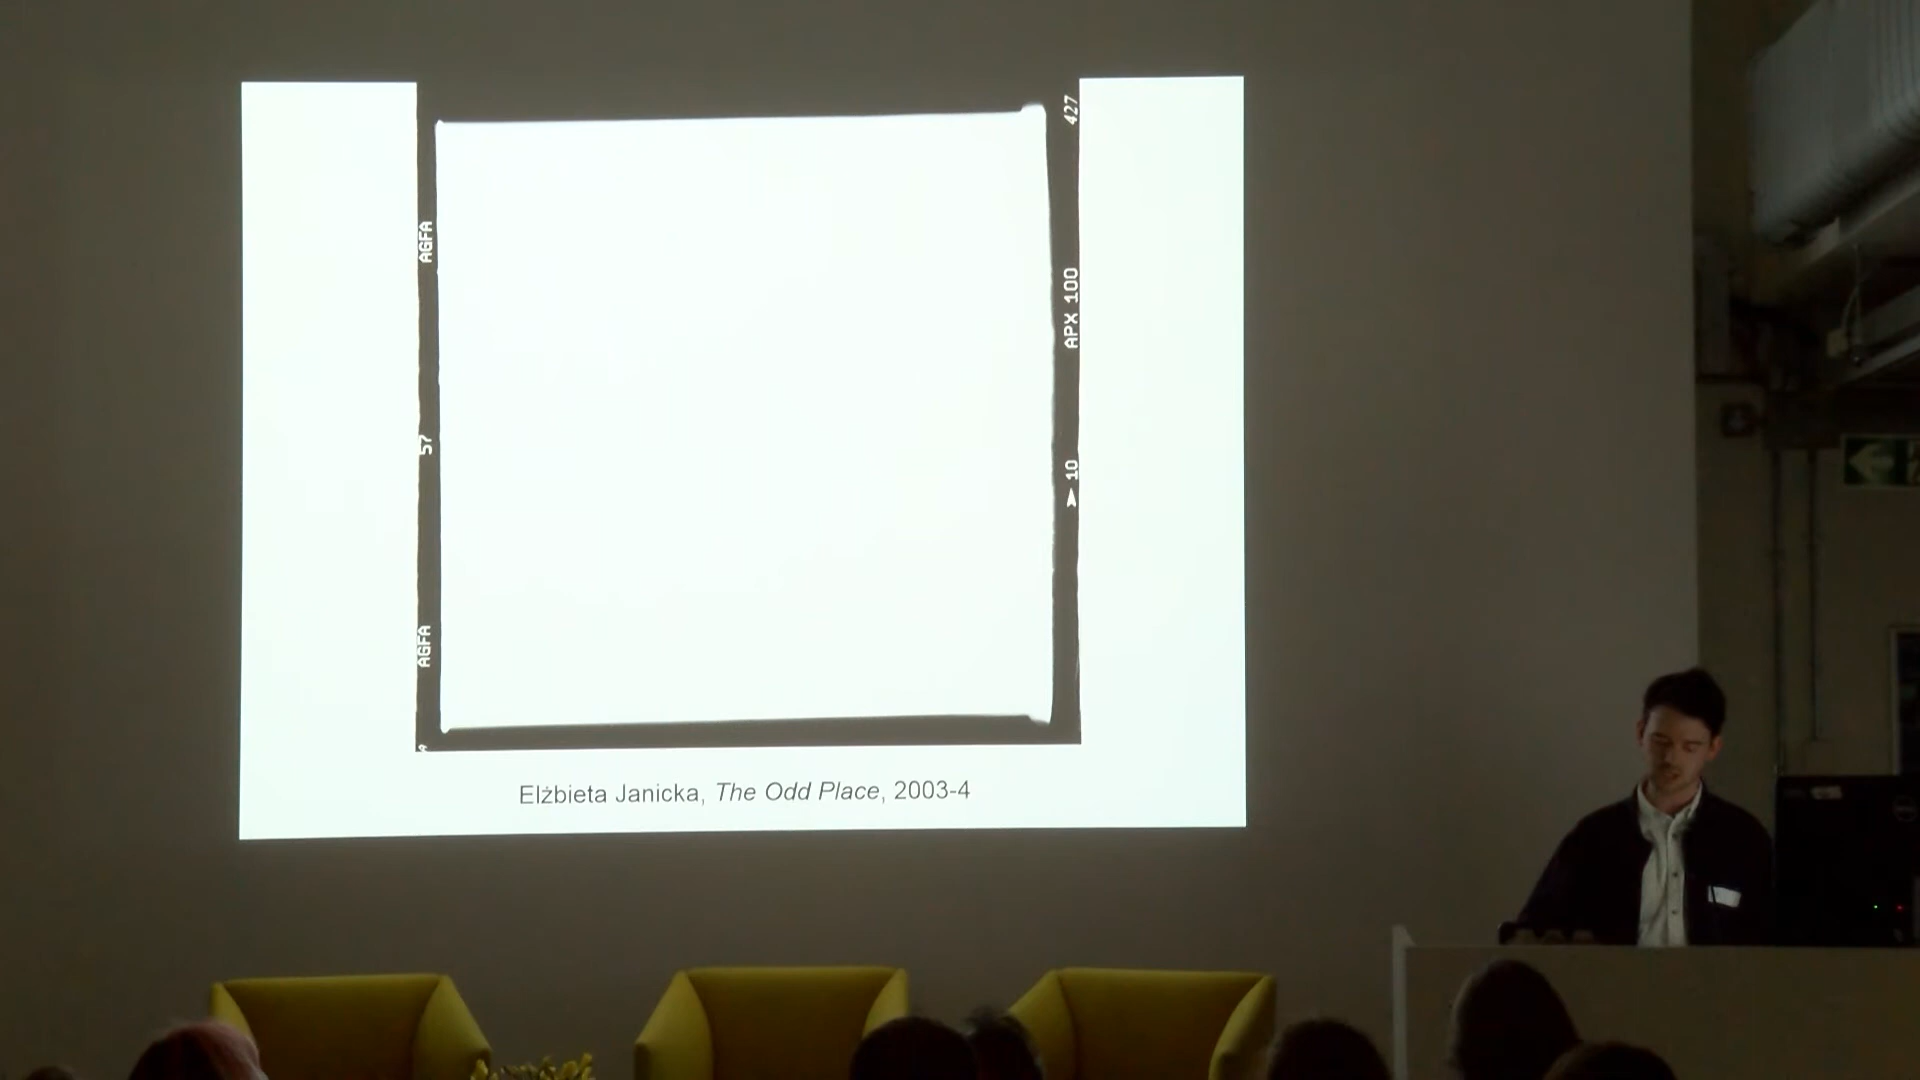 AGFA
57
AGFA
A
427
APX 100
10
Elżbieta Janicka, The Odd Place, 2003-4